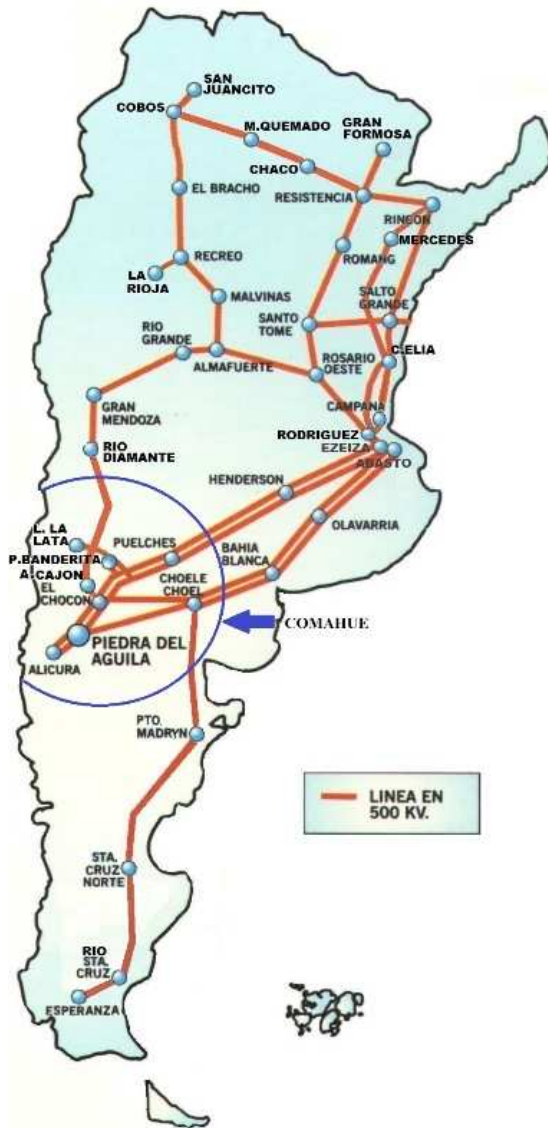 SAN
JUANCITO
COBOS
M.QUEMADO
GRAN
FORMOSA
CHACO
EL BRACHO
RESISTENCIA
RINCON
MERCEDES
RECREO
ROMANG
LA
RIOJA
MALVINAS
SALTO
GRANDE
SANTO
TOME
RIO
GRANDE
ALMAFUERTE
C.ELIA
ROSARIO
OESTE
GRAN
MENDOZA
CAMPANA
RODRIGUEZ
EZEIZA
ABASTO
RIO
DIAMANTE
HENDERSON
OLAVARRIA
L. LA
LATA
PUELCHES
BAHIA
BLANCA
P.BANDERITA
A.CAJON
EL
CHOCON
CHOELE
CHOEL
COMAHUE
PIEDRA DEL
AGUILA
ALICURA
PTO.
MADRYN
LINEA EN
500 KV.
STA.
CRUZ
NORTE
RIO
STA.
CRUZ
ESPERANZA